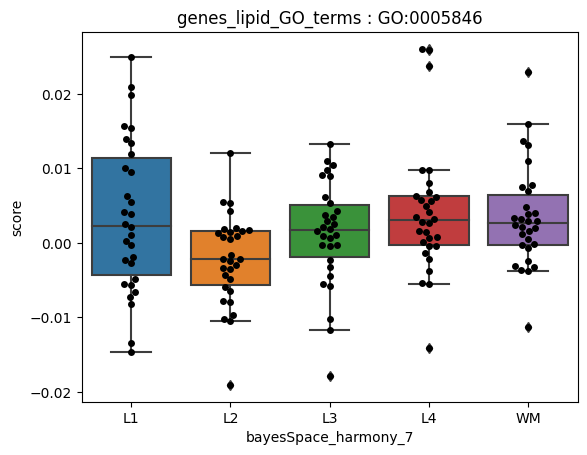 genes_lipid_GO_terms : GO:0005846
score
0.02
0.01
0.00
−0.01
−0.02
L1 L2 L3 L4 WM
bayesSpace_harmony_7